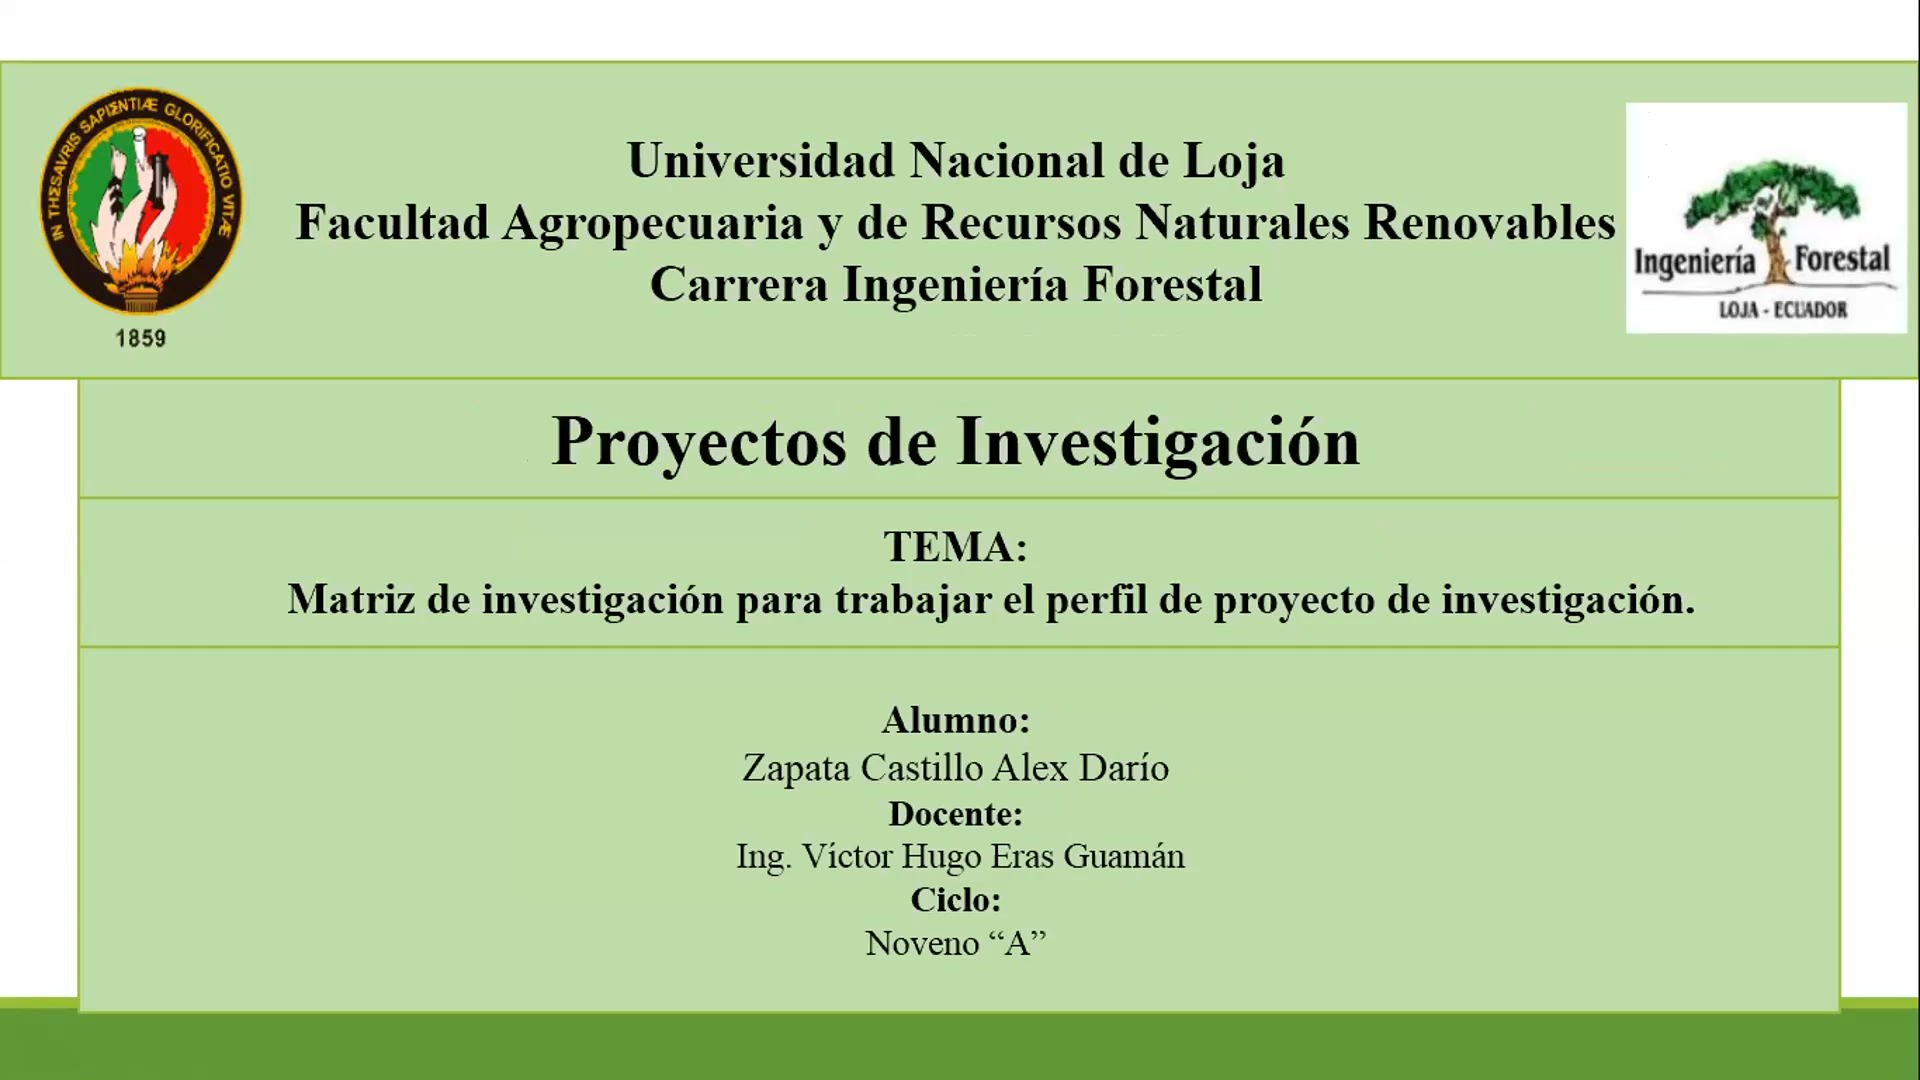 IN THESAVRIS SAPIENTIÆ GLORIFICATIO VITÆ
1859
Universidad Nacional de Loja
Facultad Agropecuaria y de Recursos Naturales Renovables
Carrera Ingeniería Forestal
Ingeniería Forestal
LOJA - ECUADOR
Proyectos de Investigación
TEMA:
Matriz de investigación para trabajar el perfil de proyecto de investigación.
Alumno:
Zapata Castillo Alex Darío
Docente:
Ing. Víctor Hugo Eras Guamán
Ciclo:
Noveno “A”